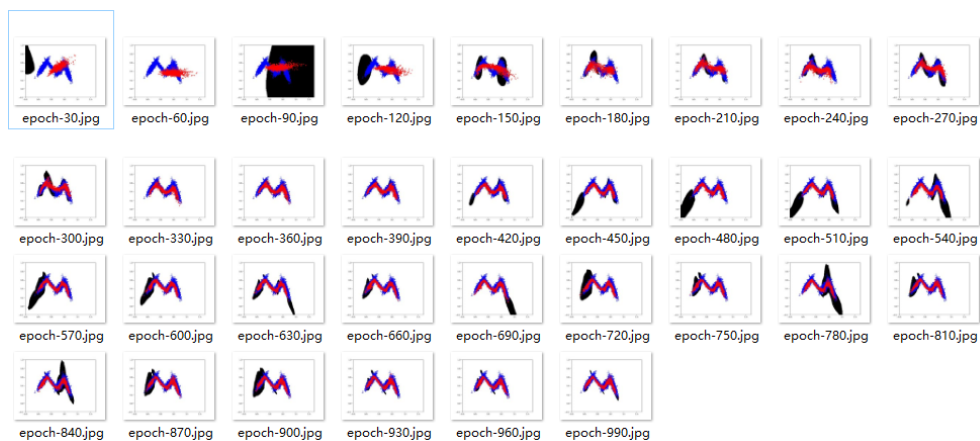 epoch-30.jpg epoch-60.jpg epoch-90.jpg epoch-120.jpg epoch-150.jpg epoch-180.jpg epoch-210.jpg epoch-240.jpg epoch-270.jpg
epoch-300.jpg epoch-330.jpg epoch-360.jpg epoch-390.jpg epoch-420.jpg epoch-450.jpg epoch-480.jpg epoch-510.jpg epoch-540.jpg
epoch-570.jpg epoch-600.jpg epoch-630.jpg epoch-660.jpg epoch-690.jpg epoch-720.jpg epoch-750.jpg epoch-780.jpg epoch-810.jpg
epoch-840.jpg epoch-870.jpg epoch-900.jpg epoch-930.jpg epoch-960.jpg epoch-990.jpg